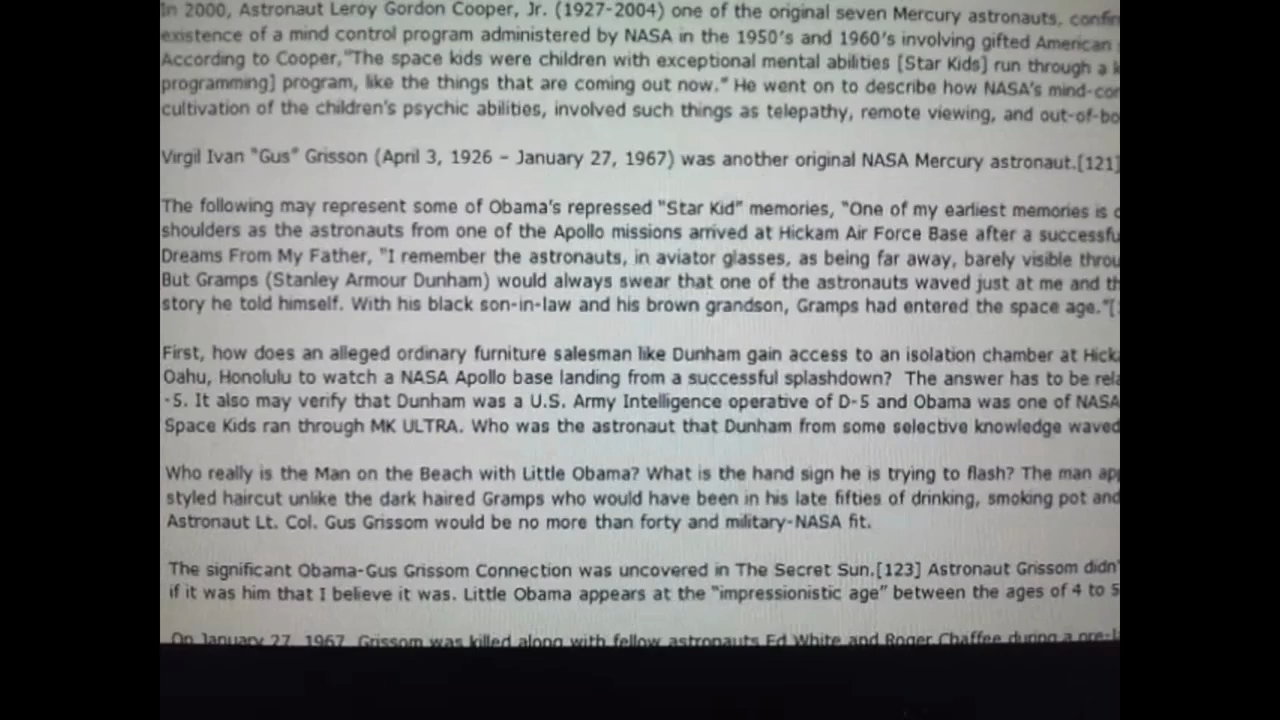 In 2000, Astronaut Leroy Gordon Cooper, Jr. (1927-2004) one of the original seven Mercury astronauts, confir
existence of a mind control program administered by NASA in the 1950's and 1960's involving gifted American
According to Cooper,"The space kids were children with exceptional mental abilities [Star Kids] run through a
programming] program, like the things that are coming out now." He went on to describe how NASA's mind-con
cultivation of the children's psychic abilities, involved such things as telepathy, remote viewing, and out-of-bo
Virgil Ivan "Gus" Grisson (April 3, 1926 – January 27, 1967) was another original NASA Mercury astronaut.[121]
The following may represent some of Obama's repressed "Star Kid" memories, "One of my earliest memories is
shoulders as the astronauts from one of the Apollo missions arrived at Hickam Air Force Base after a successfu
Dreams From My Father, "I remember the astronauts, in aviator glasses, as being far away, barely visible throu
But Gramps (Stanley Armour Dunham) would always swear that one of the astronauts waved just at me and th
story he told himself. With his black son-in-law and his brown grandson, Gramps had entered the space age."[
First, how does an alleged ordinary furniture salesman like Dunham gain access to an isolation chamber at Hick
Oahu, Honolulu to watch a NASA Apollo base landing from a successful splashdown? The answer has to be rela
-5. It also may verify that Dunham was a U.S. Army Intelligence operative of D-5 and Obama was one of NASA
Space Kids ran through MK ULTRA. Who was the astronaut that Dunham from some selective knowledge waved
Who really is the Man on the Beach with Little Obama? What is the hand sign he is trying to flash? The man app
styled haircut unlike the dark haired Gramps who would have been in his late fifties of drinking, smoking pot and
Astronaut Lt. Col. Gus Grissom would be no more than forty and military-NASA fit.
The significant Obama-Gus Grissom Connection was uncovered in The Secret Sun.[123] Astronaut Grissom didn'
if it was him that I believe it was. Little Obama appears at the "impressionistic age" between the ages of 4 to 5
On January 27, 1967, Grissom was killed along with fellow astronauts Ed White and Roger Chaffee during a pre-l